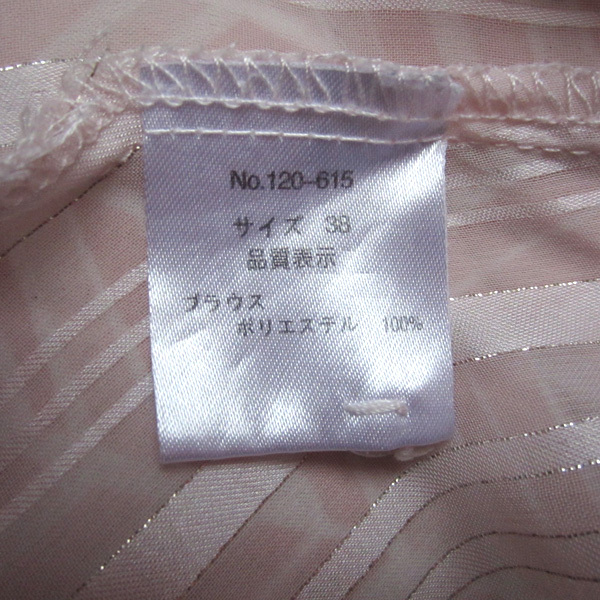 No.120-615
サイズ 38
品質表示
ブラウス
ポリエステル 100%